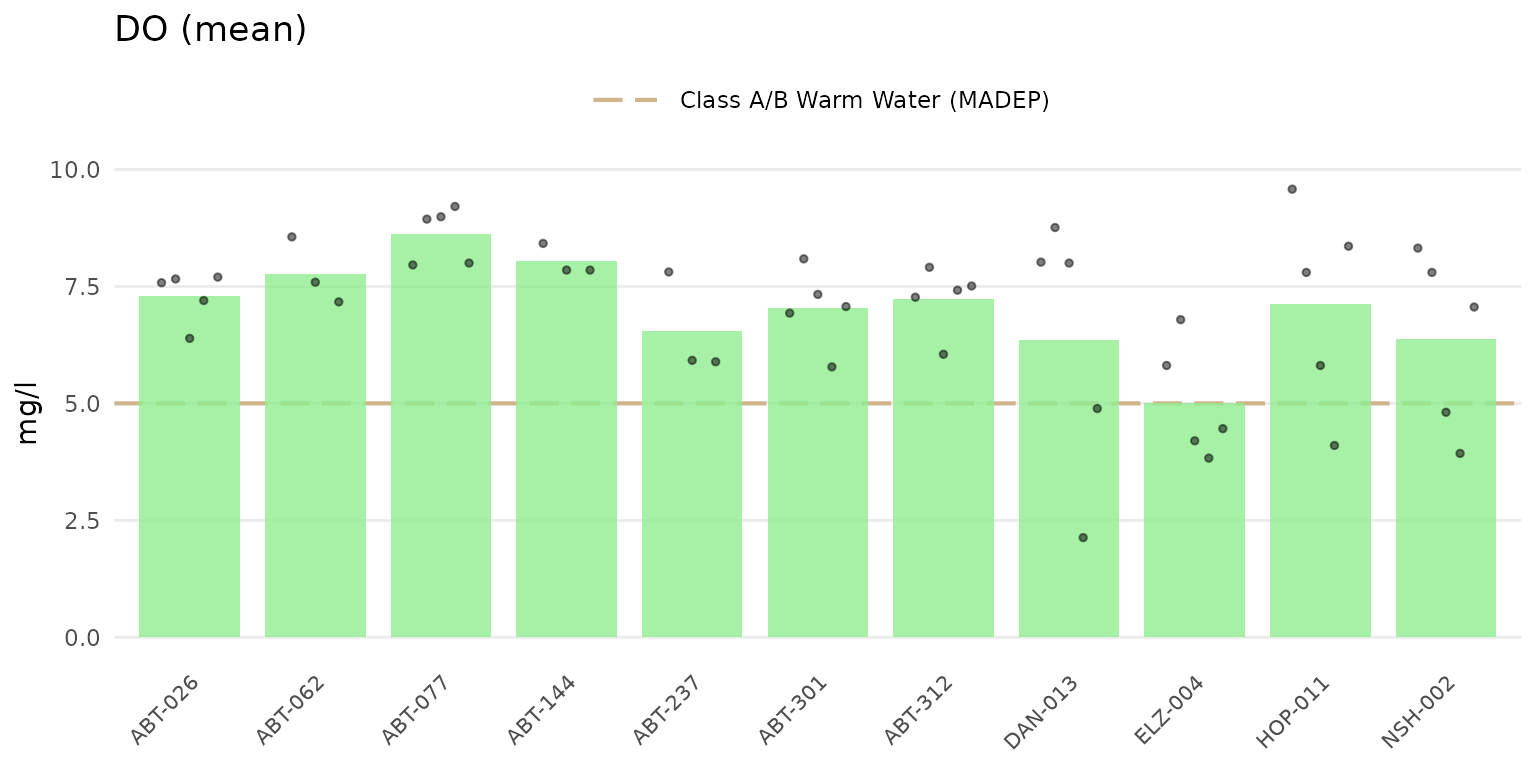 DO (mean)
Class A/B Warm Water (MADEP)
10.0
7.5
5.0
2.5
0.0
mg/l
ABT-026
ABT-062
ABT-077
ABT-144
ABT-237
ABT-301
ABT-312
DAN-013
ELZ-004
HOP-011
NSH-002